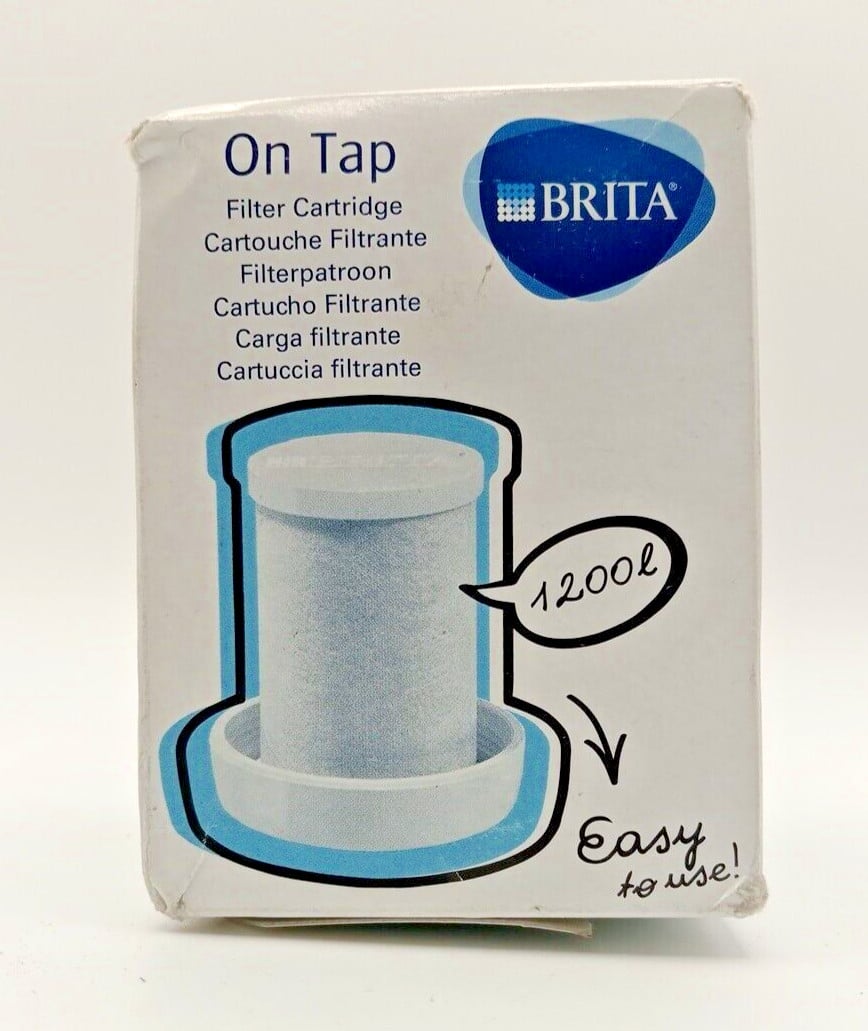 On Tap
Filter Cartridge
Cartouche Filtrante
Filterpatroon
Cartucho Filtrante
Carga filtrante
Cartuccia filtrante
BRITA®
1200l
Easy
to use!